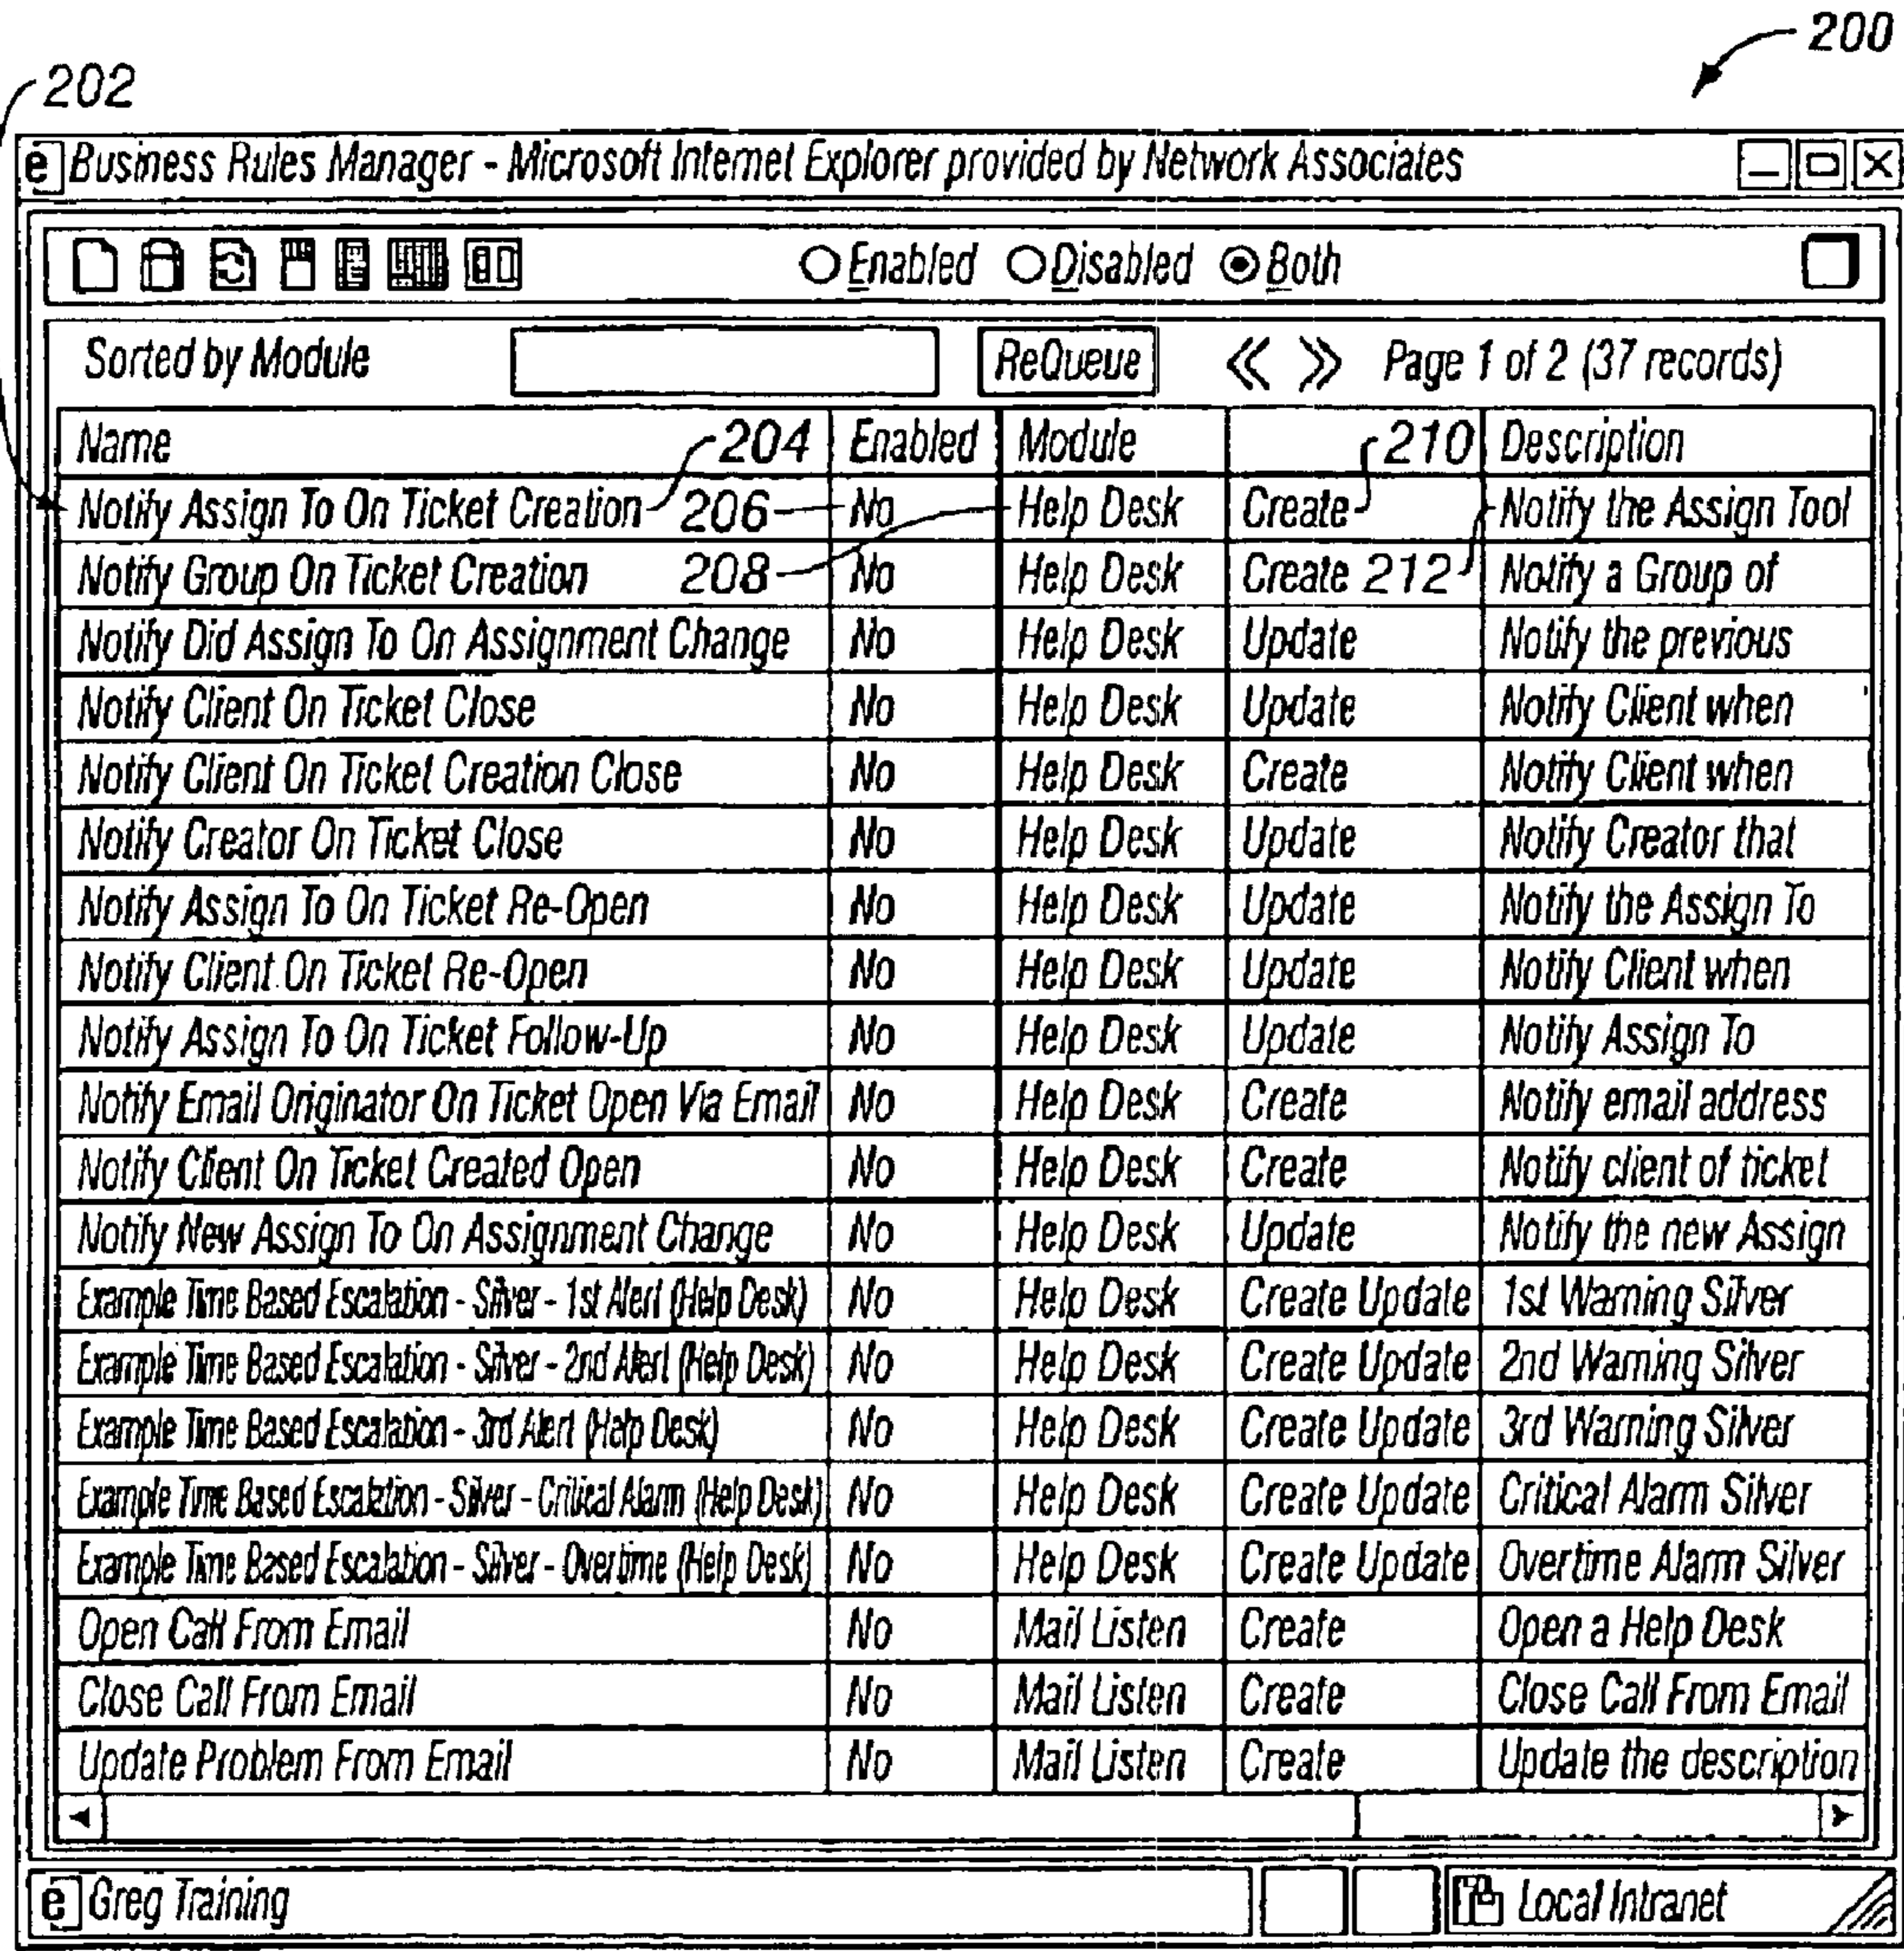 200
202
Business Rules Manager - Microsoft Internet Explorer provided by Network Associates
Enabled Disabled Both
Sorted by Module ReQueue Page 1 of 2 (37 records)
Name 204 Enabled Module 210 Description
Notify Assign To On Ticket Creation 206 No Help Desk Create Notify the Assign Tool
Notify Group On Ticket Creation 208 No Help Desk Create 212 Notify a Group of
Notify Did Assign To On Assignment Change No Help Desk Update Notify the previous
Notify Client On Ticket Close No Help Desk Update Notify Client when
Notify Client On Ticket Creation Close No Help Desk Create Notify Client when
Notify Creator On Ticket Close No Help Desk Update Notify Creator that
Notify Assign To On Ticket Re-Open No Help Desk Update Notify the Assign To
Notify Client On Ticket Re-Open No Help Desk Update Notify Client when
Notify Assign To On Ticket Follow-Up No Help Desk Update Notify Assign To
Notify Email Originator On Ticket Open Via Email No Help Desk Create Notify email address
Notify Client On Ticket Created Open No Help Desk Create Notify client of ticket
Notify New Assign To On Assignment Change No Help Desk Update Notify the new Assign
Example Time Based Escalation - Silver - 1st Alert (Help Desk) No Help Desk Create Update 1st Warning Silver
Example Time Based Escalation - Silver - 2nd Alert (Help Desk) No Help Desk Create Update 2nd Warning Silver
Example Time Based Escalation - 3rd Alert (Help Desk) No Help Desk Create Update 3rd Warning Silver
Example Time Based Escalation - Silver - Critical Alarm (Help Desk) No Help Desk Create Update Critical Alarm Silver
Example Time Based Escalation - Silver - Overtime (Help Desk) No Help Desk Create Update Overtime Alarm Silver
Open Call From Email No Mail Listen Create Open a Help Desk
Close Call From Email No Mail Listen Create Close Call From Email
Update Problem From Email No Mail Listen Create Update the description
Greg Training Local Intranet